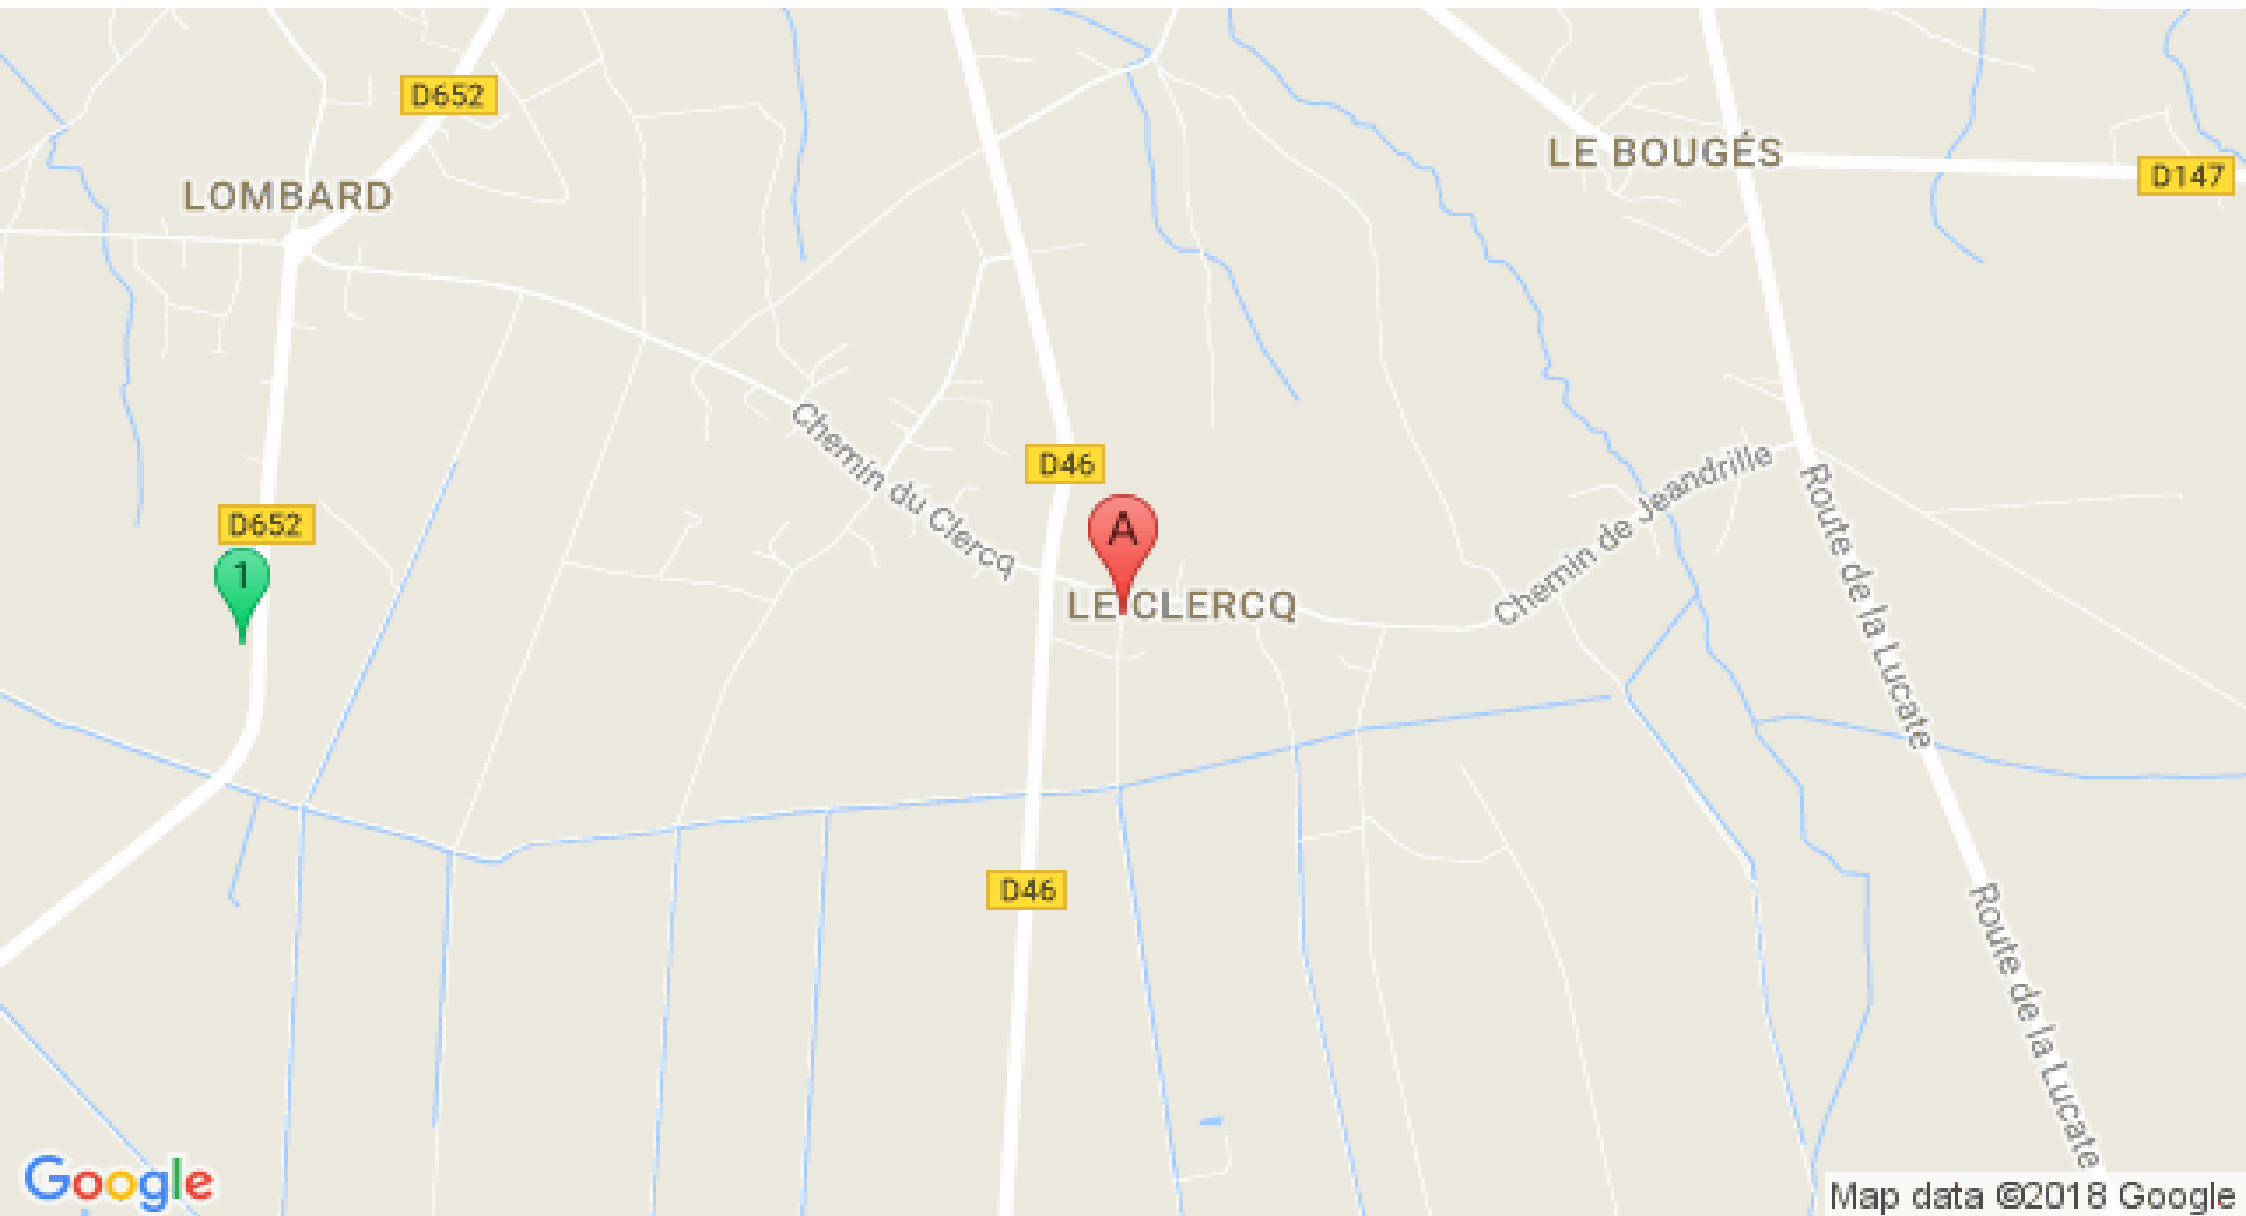 D652
LE BOUGÉS
D147
LOMBARD
Chemin du Clercq
D46
Chemin de Jeandrille
Route de la Lucate
D652
A
1
LE CLERCQ
D46
Route de la Lucate
Google
Map data ©2018 Google